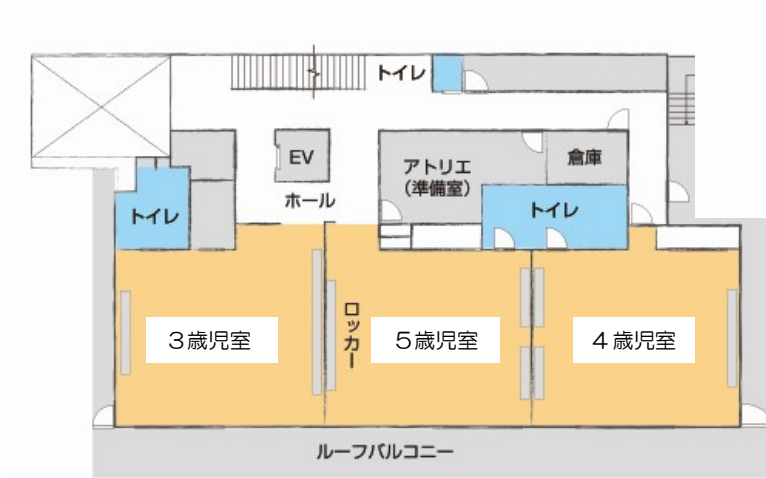 トイレ
EV
アトリエ
（準備室）
倉庫
ホール
トイレ
トイレ
３歳児室
ロッカー
５歳児室
４歳児室
ルーフバルコニー